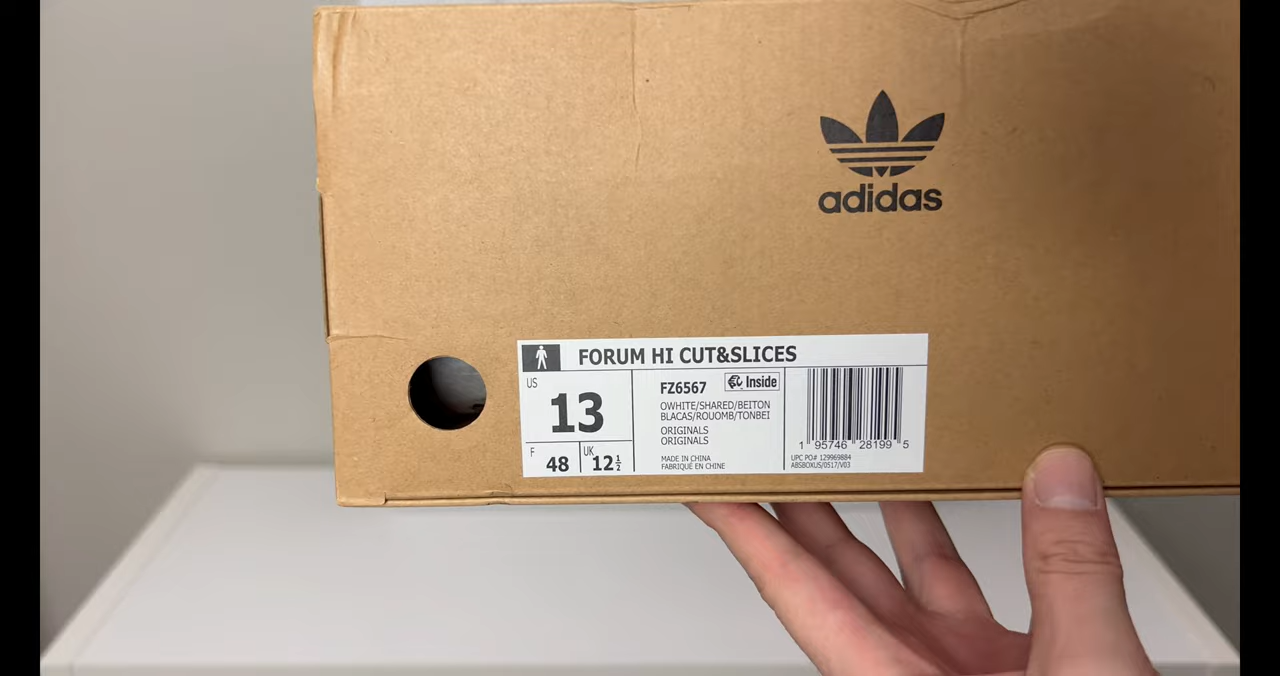 adidas
FORUM HI CUT&SLICES
US
13
F
48
UK
12½
FZ6567
Inside
OWHITE/SHARED/BEITON
BLACAS/ROUOMB/TONBEI
ORIGINALS
ORIGINALS
MADE IN CHINA
FABRIQUÉ EN CHINE
1 95746 28199 5
UPC PO# 129969884
ABSBOXUS/0517/V03